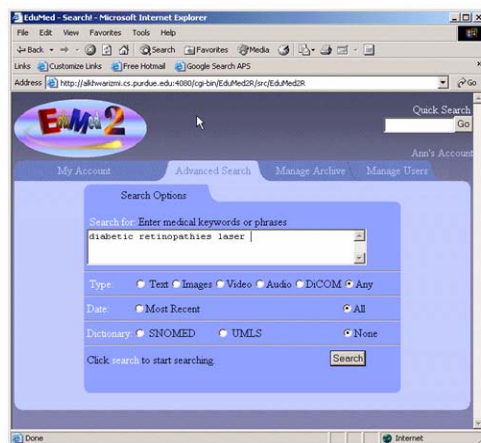 EduMed - Search! - Microsoft Internet Explorer
File Edit View Favorites Tools Help
Back Search Favorites Media
Links Customize Links Free Hotmail Google Search APS
Address http://alkhwarizmi.cs.purdue.edu:4080/cgi-bin/EduMed2R/src/EduMed2R Go
EduMed 2
Quick Search
Go
Ann's Account
My Account Advanced Search Manage Archive Manage Users
Search Options
Search for: Enter medical keywords or phrases
diabetic retinopathies laser
Type: Text Images Video Audio DiCOM Any
Date: Most Recent All
Dictionary: SNOMED UMLS None
Click search to start searching. Search
Done Internet